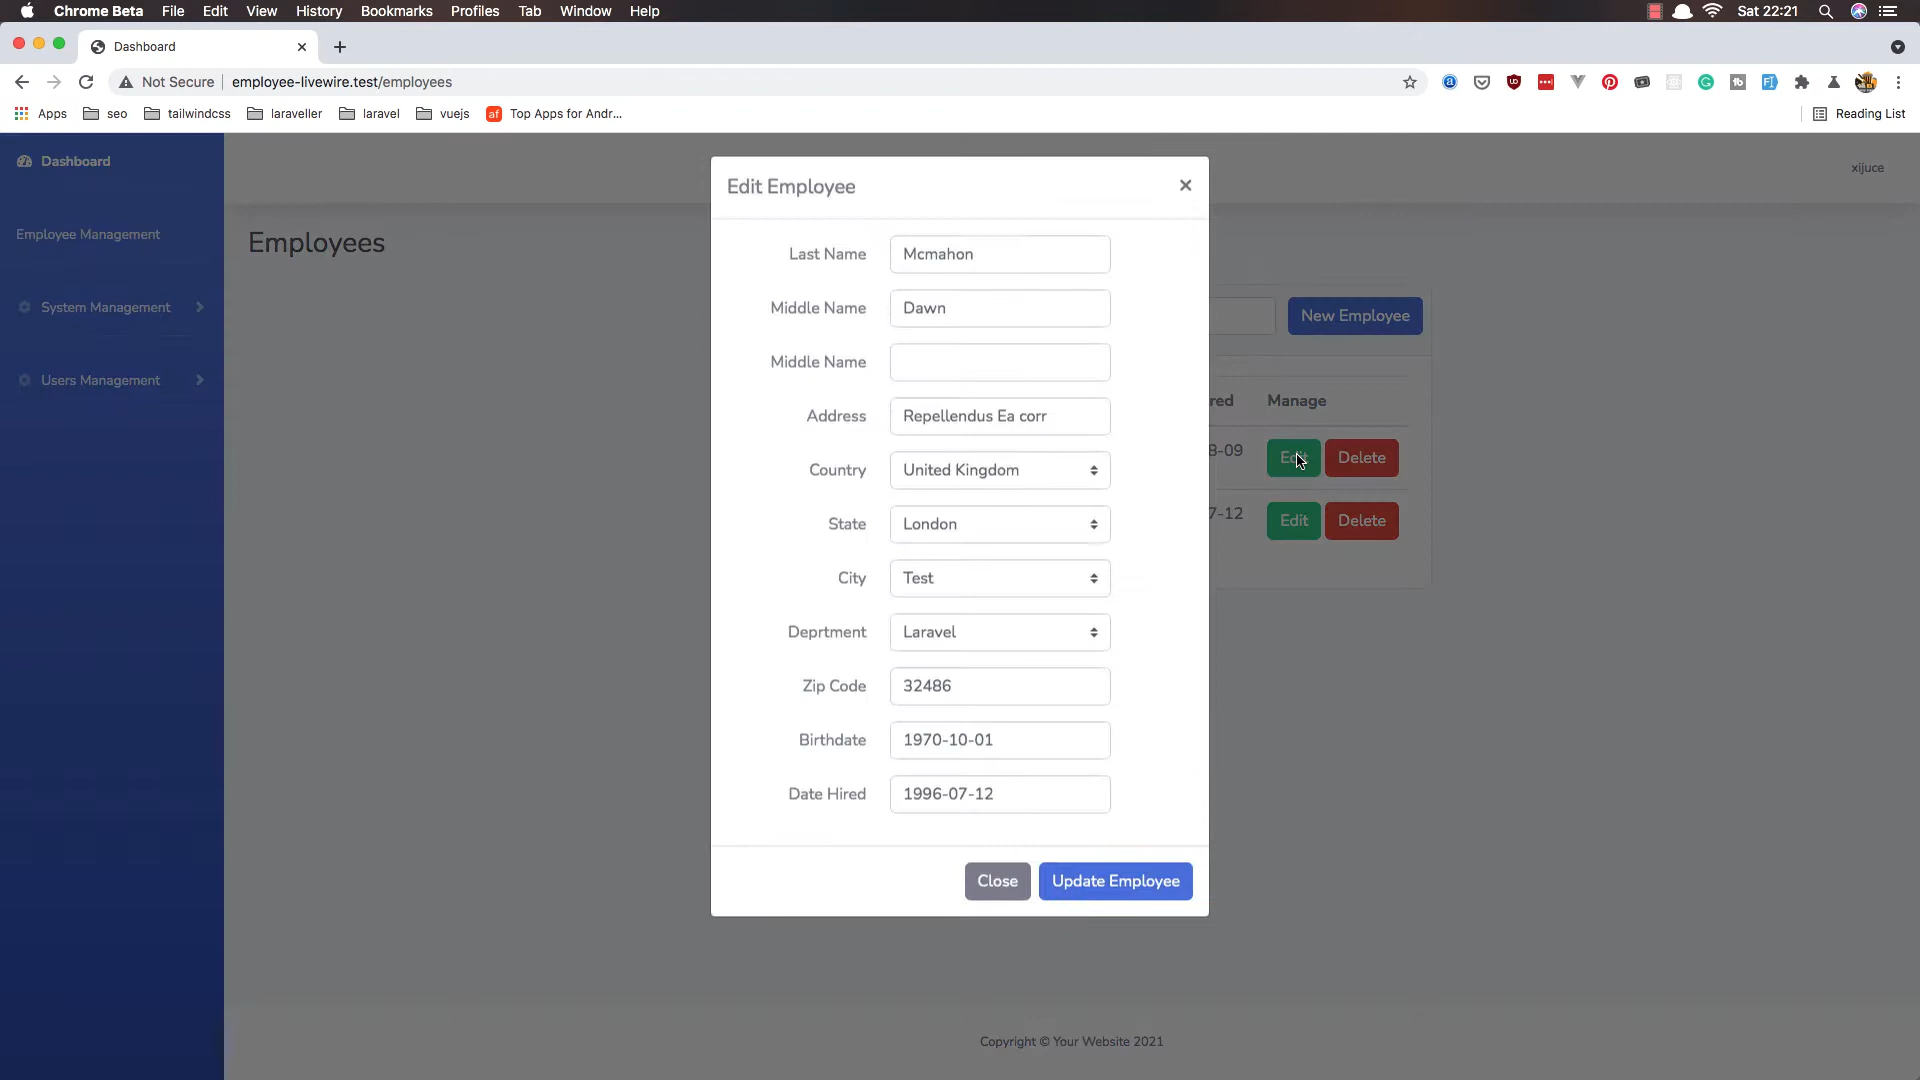 Chrome Beta File Edit View History Bookmarks Profiles Tab Window Help Sat 22:21
Dashboard
Not Secure employee-livewire.test/employees
Apps seo tailwindcss laraveller laravel vuejs af Top Apps for Andr... Reading List
Dashboard
xijuce
Edit Employee
Employee Management
Employees
Last Name Mcmahon
System Management
Middle Name Dawn
New Employee
Middle Name
Users Management
red Manage
Address Repellendus Ea corr
8-09 Edit Delete
Country United Kingdom
7-12 Edit Delete
State London
City Test
Deprtment Laravel
Zip Code 32486
Birthdate 1970-10-01
Date Hired 1996-07-12
Close Update Employee
Copyright © Your Website 2021